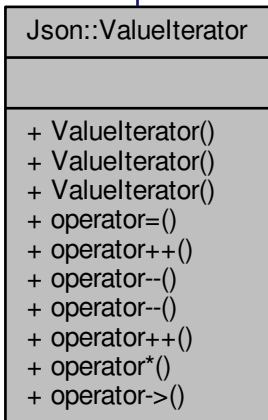 Json::ValueIterator
+ ValueIterator()
+ ValueIterator()
+ ValueIterator()
+ operator=()
+ operator++()
+ operator--()
+ operator--()
+ operator++()
+ operator*()
+ operator->()